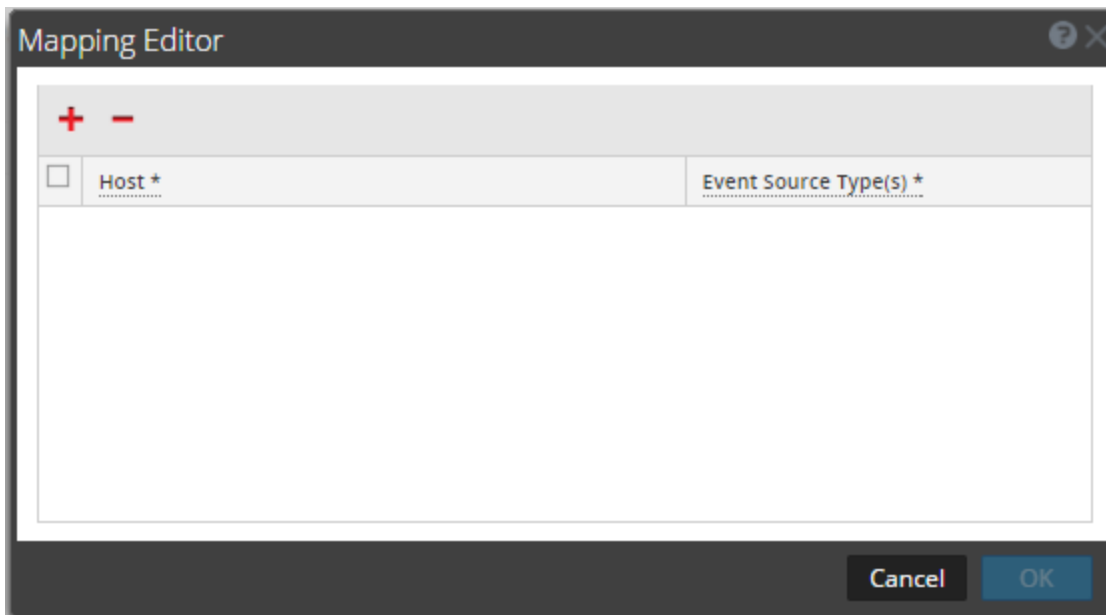 Mapping Editor
?
+ −
Host * Event Source Type(s) *
Cancel OK